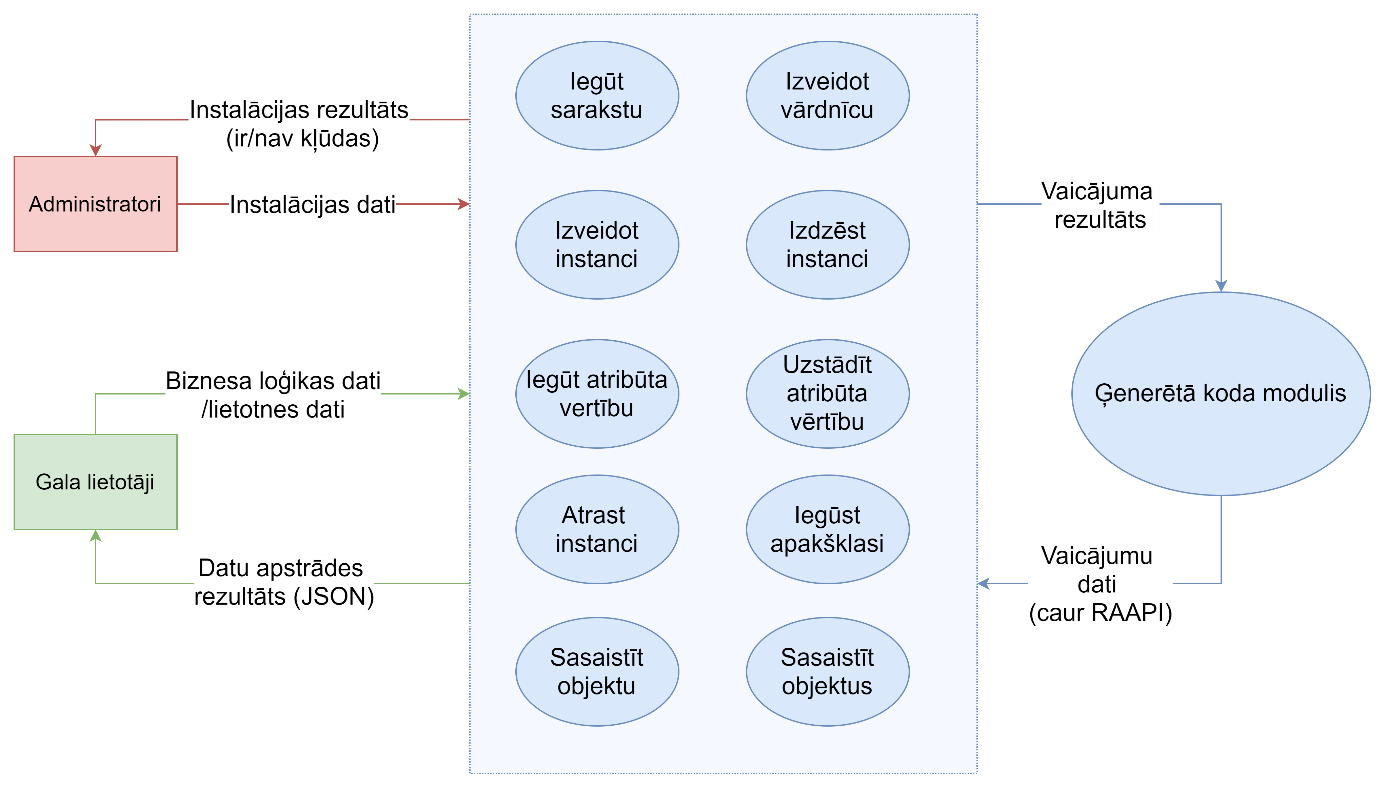 Iegūt
sarakstu
Izveidot
vārdnīcu
Instalācijas rezultāts
(ir/nav kļūdas)
Administratori
Instalācijas dati
Vaicājuma
rezultāts
Izveidot
instanci
Izdzēst
instanci
Iegūt atribūta
vertību
Uzstādīt
atribūta
vērtību
Biznesa loģikas dati
/lietotnes dati
Ģenerētā koda modulis
Gala lietotāji
Atrast
instanci
Iegūst
apakšklasi
Datu apstrādes
rezultāts (JSON)
Vaicājumu
dati
(caur RAAPI)
Sasaistīt
objektu
Sasaistīt
objektus